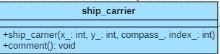 ship_carrier
+ship_carrier(x_: int, y_: int, compass_, index_: int)
+comment(): void